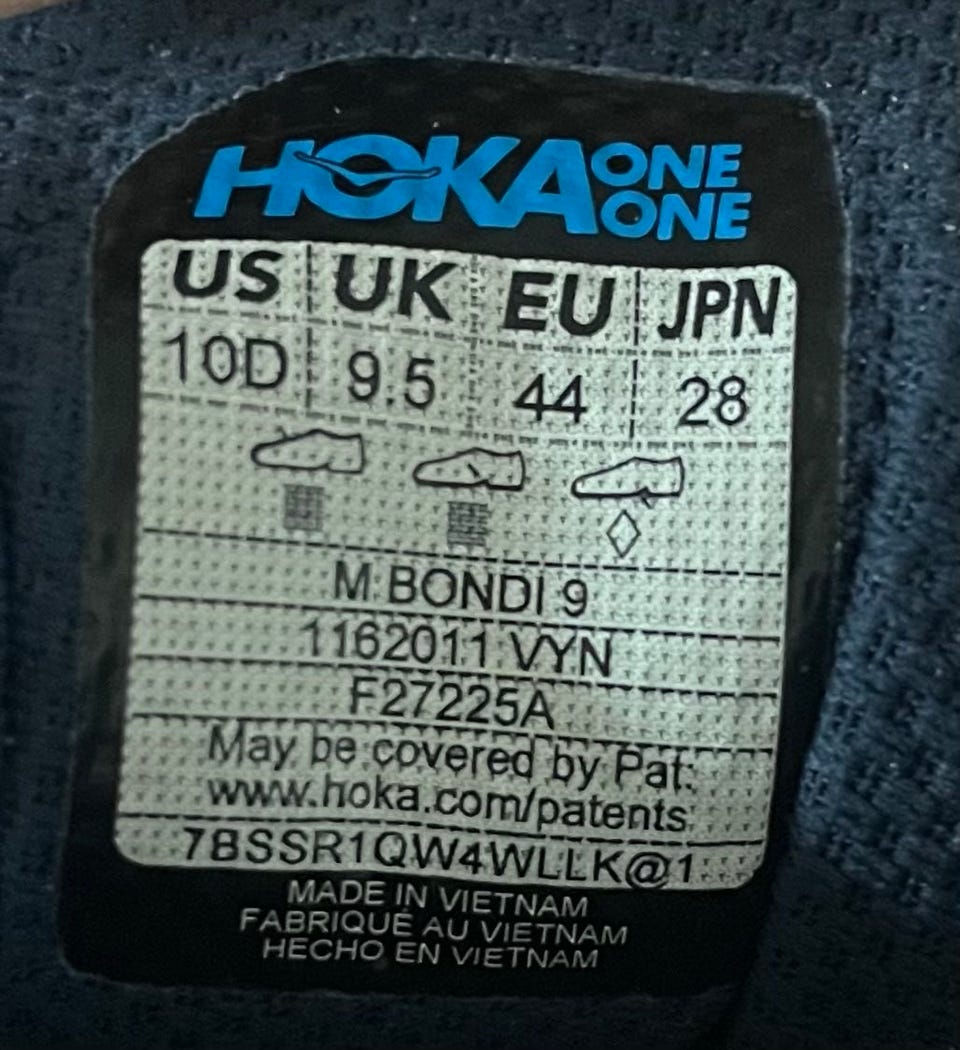 HOKA ONE ONE
US UK EU JPN
10D 9.5 44 28
M BONDI 9
1162011 VYN
F27225A
May be covered by Pat:
www.hoka.com/patents
7BSSR1QW4WLLK@1
MADE IN VIETNAM
FABRIQUÉ AU VIETNAM
HECHO EN VIETNAM